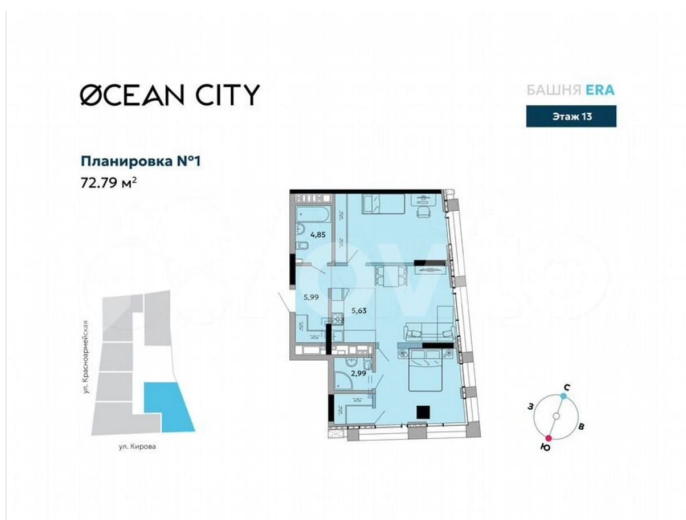 ØCEAN CITY
БАШНЯ ERA
Этаж 13
Планировка №1
72.79 м²
4,85
5,99
5,63
2,99
ул. Красноармейская
ул. Кирова
С
З
В
Ю